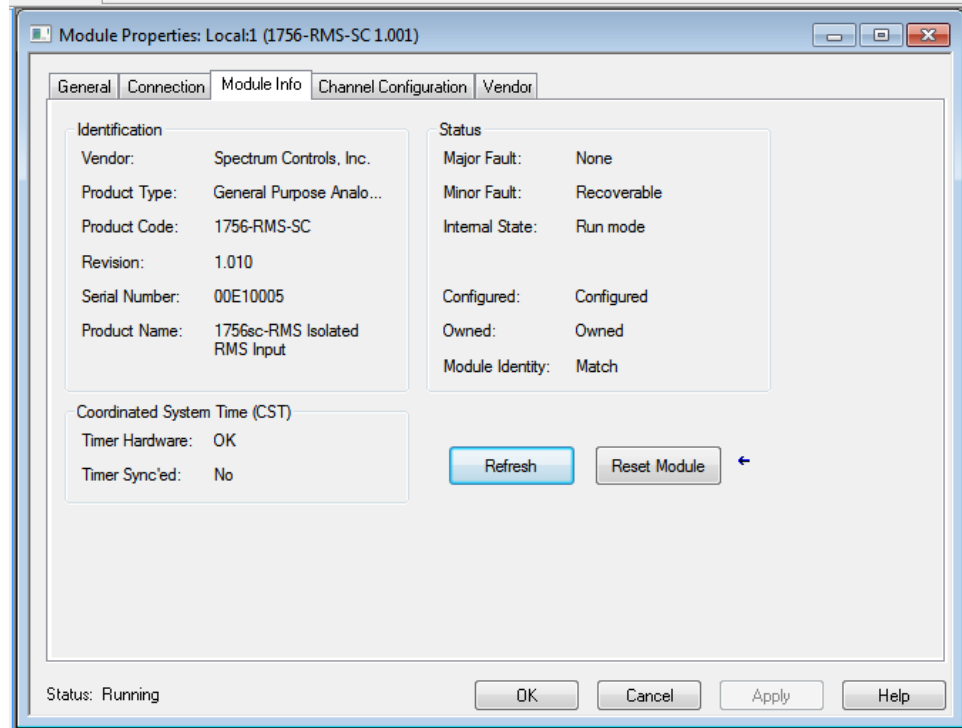 Module Properties: Local:1 (1756-RMS-SC 1.001)
General Connection Module Info Channel Configuration Vendor
Identification
Vendor: Spectrum Controls, Inc.
Product Type: General Purpose Analo...
Product Code: 1756-RMS-SC
Revision: 1.010
Serial Number: 00E10005
Product Name: 1756sc-RMS Isolated
RMS Input
Status
Major Fault: None
Minor Fault: Recoverable
Internal State: Run mode
Configured: Configured
Owned: Owned
Module Identity: Match
Coordinated System Time (CST)
Timer Hardware: OK
Timer Sync'ed: No
Refresh Reset Module ←
Status: Running OK Cancel Apply Help